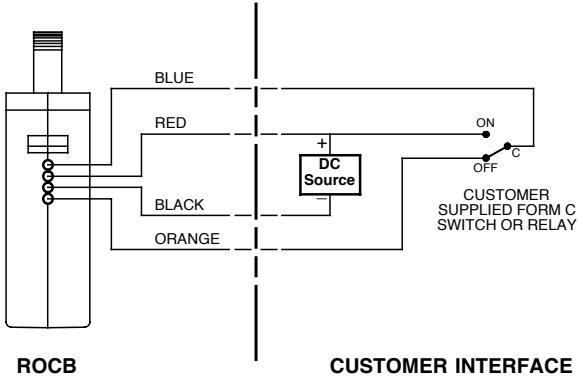 BLUE
RED
ON
+
C
DC
Source
OFF
–
BLACK
CUSTOMER
SUPPLIED FORM C
SWITCH OR RELAY
ORANGE
ROCB
CUSTOMER INTERFACE